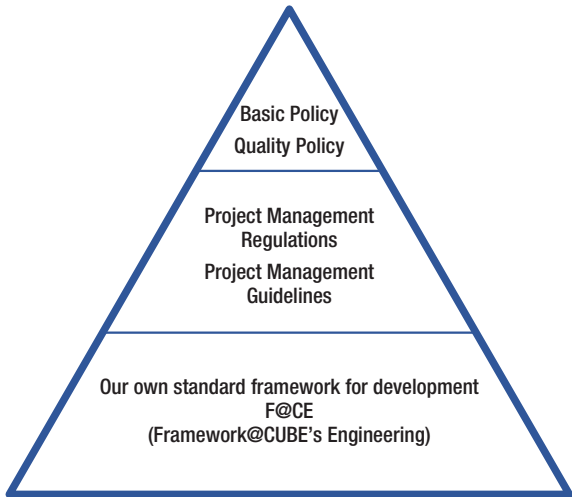 Basic Policy
Quality Policy
Project Management
Regulations
Project Management
Guidelines
Our own standard framework for development
F@CE
(Framework@CUBE's Engineering)